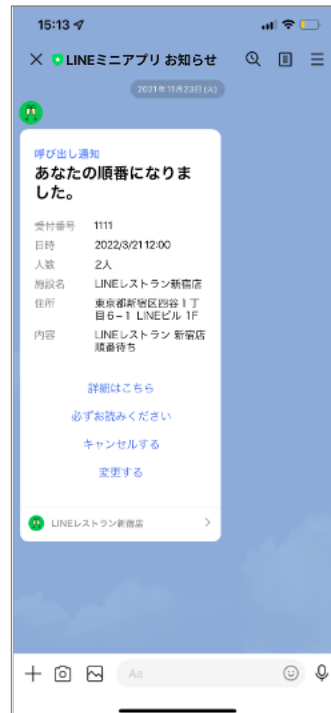 15:13
LINEミニアプリ お知らせ
2021年11月23日(火)
呼び出し通知
あなたの順番になりま
した。
受付番号 1111
日時 2022/3/21 12:00
人数 2人
施設名 LINEレストラン新宿店
住所 東京都新宿区四谷1丁
目6-1 LINEビル 1F
内容 LINEレストラン 新宿店
順番待ち
詳細はこちら
必ずお読みください
キャンセルする
変更する
LINEレストラン新宿店
Aa